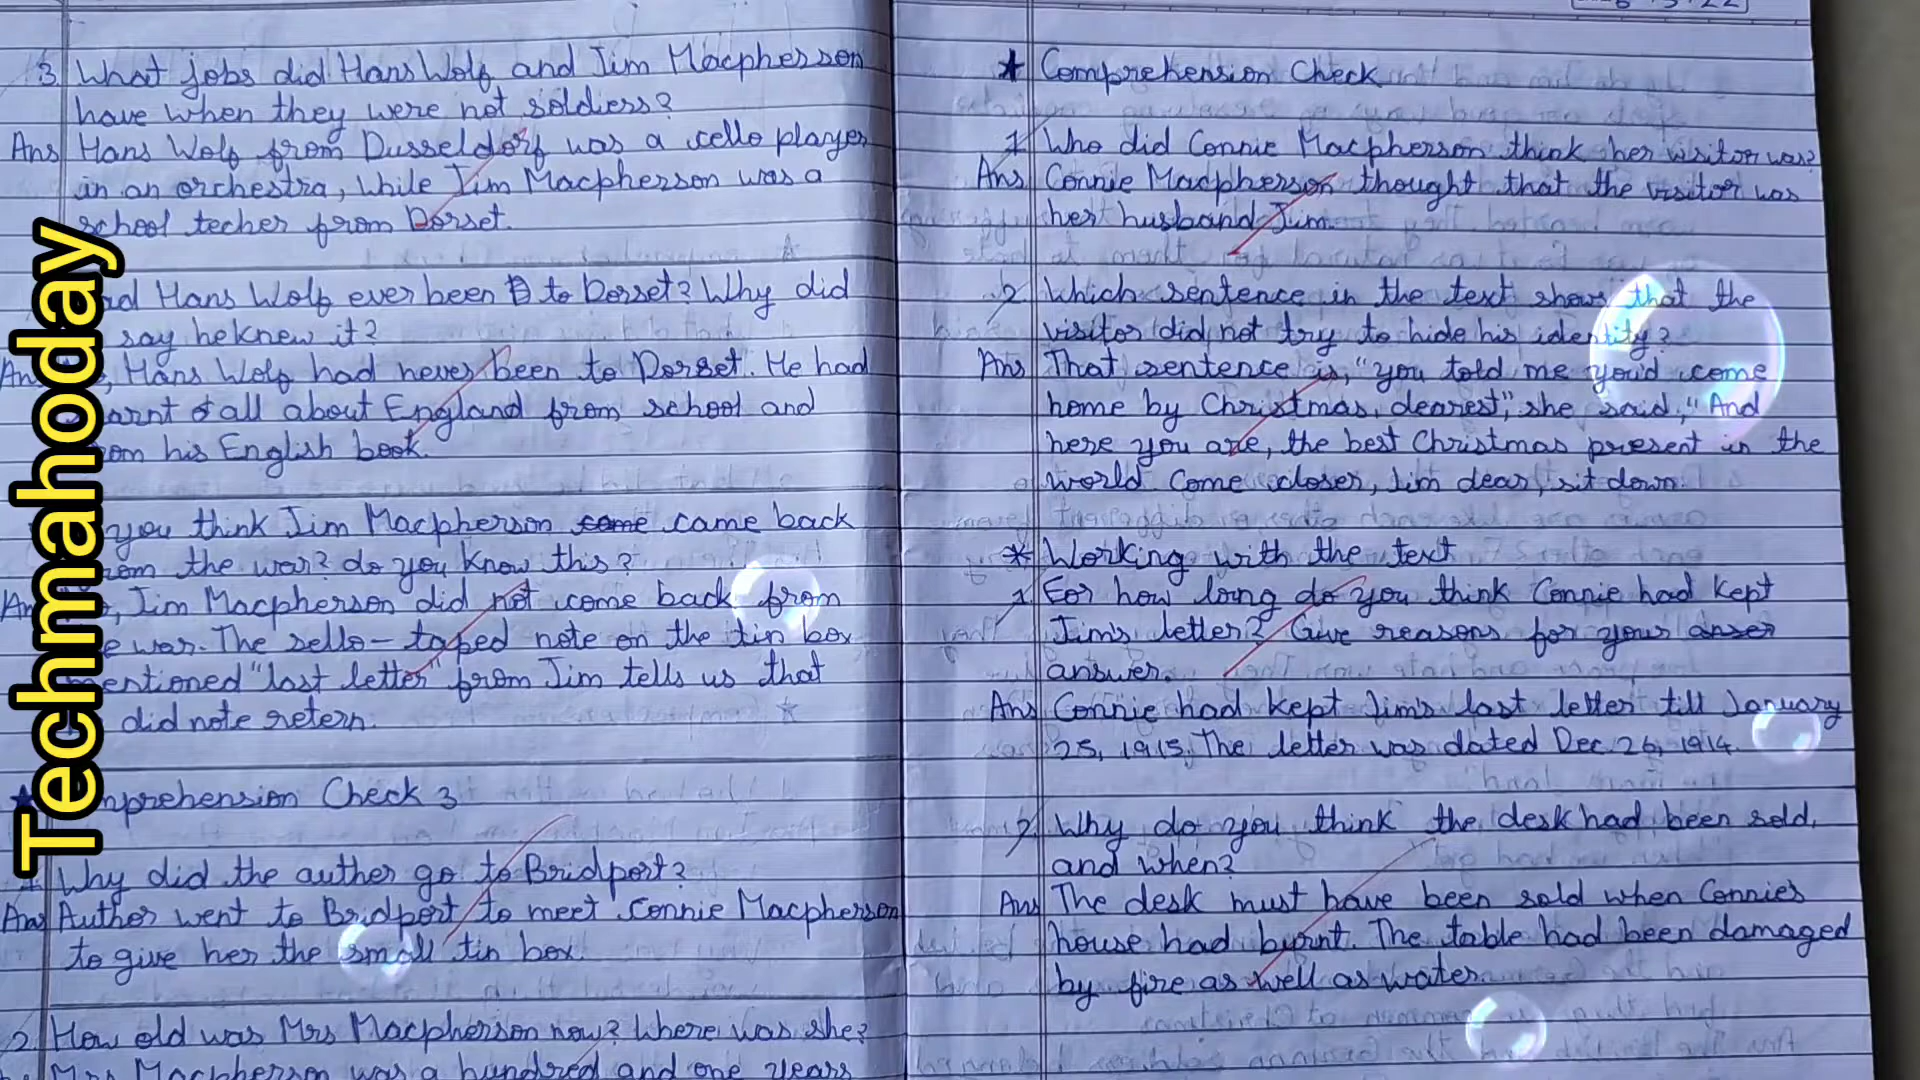 3 What jobs did Hans Wolf and Jim Macpherson
have when they were not soldiers?
Ans Hans Wolf from Dusseldorf was a cello player
in an orchestra, while Jim Macpherson was a
school techer from Dorset.
Hans Wolf ever been to Dorset? Why did
say he knew it?
Hans Wolf had never been to Dorset. He had
all about England from school and
his English book.
you think Jim Macpherson came back
the war? do you know this?
Jim Macpherson did not come back from
war. The sello-taped note on the tin box
mentioned "last letter" from Jim tells us that
did note retern.
Comprehension Check 3
Why did the auther go to Bridport?
Ans Author went to Bridport to meet Connie Macpherson
to give her the small tin box.
2 How old was Mrs Macpherson now? Where was she?
Mrs Macpherson was a hundred and one years
* Comprehension Check
1 Who did Connie Macpherson think her visitor was?
Ans Connie Macpherson thought that the visitor was
her husband Jim.
2 Which sentence in the text shows that the
visitor did not try to hide his identity?
Ans That sentence is, "you told me you'd come
home by Christmas, dearest," she said, "And
here you are, the best Christmas present in the
world. Come closer, Jim dear, sit down.
* Working with the text
1 For how long do you think Connie had kept
Jim's letter? Give reasons for your anser
answer.
Ans Connie had kept Jim's last letter till January
25, 1915. The letter was dated Dec. 26, 1914.
2 Why do you think the desk had been sold,
and when?
Ans The desk must have been sold when Connie's
house had burnt. The table had been damaged
by fire as well as water.
Techmahoday